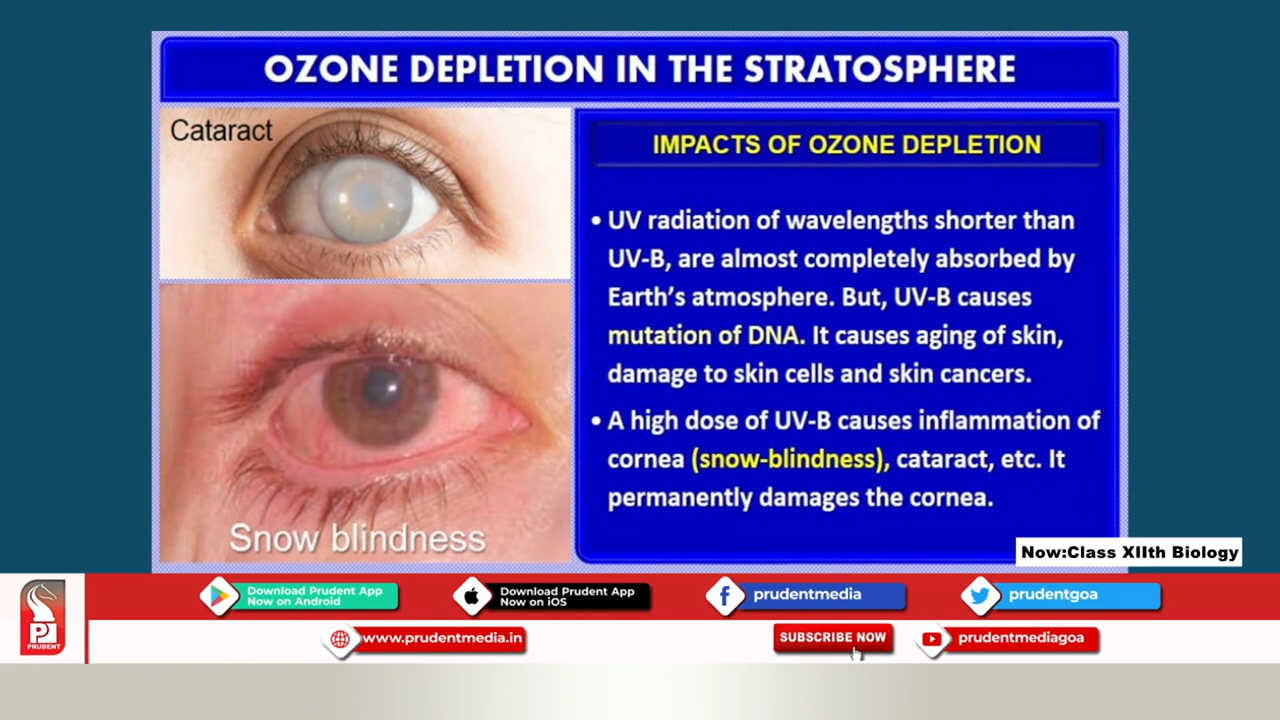 OZONE DEPLETION IN THE STRATOSPHERE
Cataract
Snow blindness
IMPACTS OF OZONE DEPLETION
• UV radiation of wavelengths shorter than
UV-B, are almost completely absorbed by
Earth's atmosphere. But, UV-B causes
mutation of DNA. It causes aging of skin,
damage to skin cells and skin cancers.
• A high dose of UV-B causes inflammation of
cornea (snow-blindness), cataract, etc. It
permanently damages the cornea.
Now:Class XIIth Biology
PRUDENT
Download Prudent App
Now on Android
Download Prudent App
Now on iOS
prudentmedia
prudentgoa
www.prudentmedia.in
SUBSCRIBE NOW
prudentmediagoa